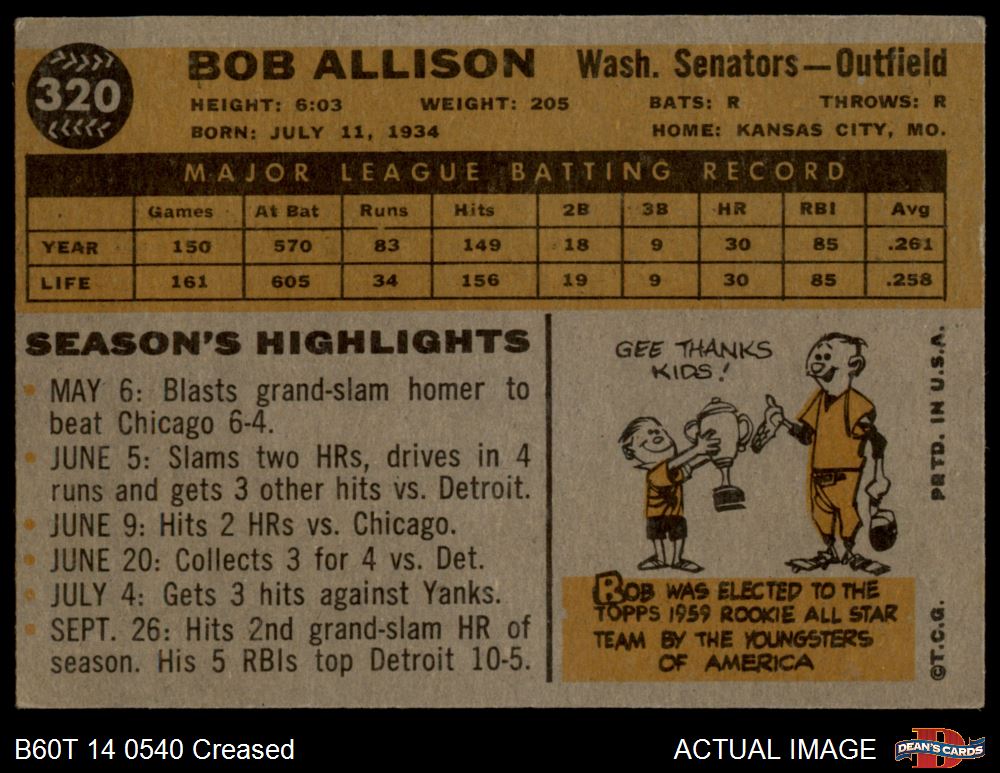 320
BOB ALLISON Wash. Senators—Outfield
HEIGHT: 6:03 WEIGHT: 205 BATS: R THROWS: R
BORN: JULY 11, 1934 HOME: KANSAS CITY, MO.
MAJOR LEAGUE BATTING RECORD
Games At Bat Runs Hits 2B 3B HR RBI Avg
YEAR 150 570 83 149 18 9 30 85 .261
LIFE 161 605 34 156 19 9 30 85 .258
SEASON'S HIGHLIGHTS
• MAY 6: Blasts grand-slam homer to
beat Chicago 6-4.
• JUNE 5: Slams two HRs, drives in 4
runs and gets 3 other hits vs. Detroit.
• JUNE 9: Hits 2 HRs vs. Chicago.
• JUNE 20: Collects 3 for 4 vs. Det.
• JULY 4: Gets 3 hits against Yanks.
• SEPT. 26: Hits 2nd grand-slam HR of
season. His 5 RBIs top Detroit 10-5.
GEE THANKS
KIDS!
BOB WAS ELECTED TO THE
TOPPS 1959 ROOKIE ALL STAR
TEAM BY THE YOUNGSTERS
OF AMERICA
©T.C.G. PRTD. IN U.S.A.
B60T 14 0540 Creased
ACTUAL IMAGE
DEAN'S CARDS